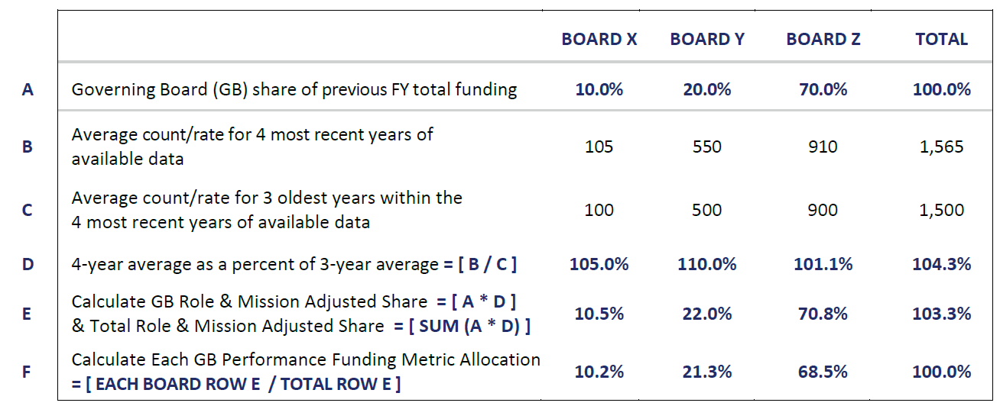 BOARD X BOARD Y BOARD Z TOTAL
A Governing Board (GB) share of previous FY total funding 10.0% 20.0% 70.0% 100.0%
B Average count/rate for 4 most recent years of
available data 105 550 910 1,565
C Average count/rate for 3 oldest years within the
4 most recent years of available data 100 500 900 1,500
D 4-year average as a percent of 3-year average = [ B / C ] 105.0% 110.0% 101.1% 104.3%
E Calculate GB Role & Mission Adjusted Share = [ A * D ]
& Total Role & Mission Adjusted Share = [ SUM (A * D) ] 10.5% 22.0% 70.8% 103.3%
F Calculate Each GB Performance Funding Metric Allocation
= [ EACH BOARD ROW E / TOTAL ROW E ] 10.2% 21.3% 68.5% 100.0%